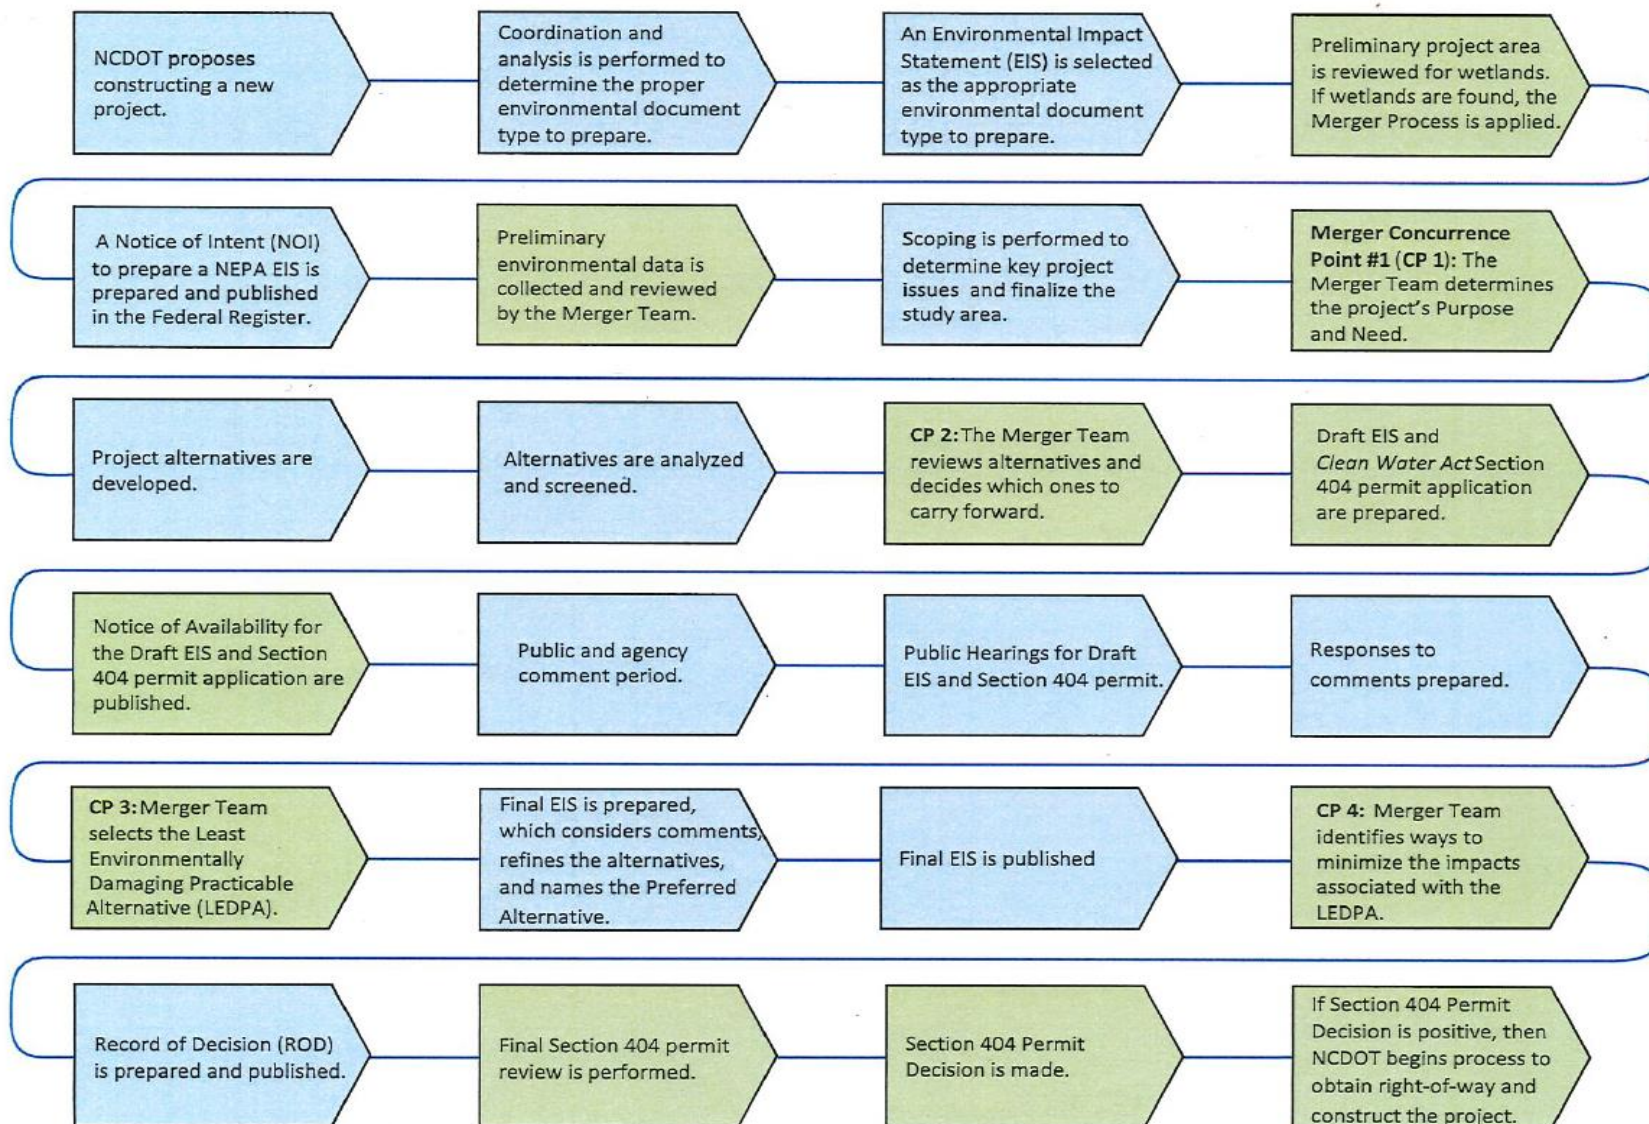 NCDOT proposes
constructing a new
project.
Coordination and
analysis is performed to
determine the proper
environmental document
type to prepare.
An Environmental Impact
Statement (EIS) is selected
as the appropriate
environmental document
type to prepare.
Preliminary project area
is reviewed for wetlands.
If wetlands are found, the
Merger Process is applied.
A Notice of Intent (NOI)
to prepare a NEPA EIS is
prepared and published
in the Federal Register.
Preliminary
environmental data is
collected and reviewed
by the Merger Team.
Scoping is performed to
determine key project
issues and finalize the
study area.
Merger Concurrence
Point #1 (CP 1): The
Merger Team determines
the project's Purpose
and Need.
Project alternatives are
developed.
Alternatives are analyzed
and screened.
CP 2: The Merger Team
reviews alternatives and
decides which ones to
carry forward.
Draft EIS and
Clean Water Act Section
404 permit application
are prepared.
Notice of Availability for
the Draft EIS and Section
404 permit application are
published.
Public and agency
comment period.
Public Hearings for Draft
EIS and Section 404 permit.
Responses to
comments prepared.
CP 3: Merger Team
selects the Least
Environmentally
Damaging Practicable
Alternative (LEDPA).
Final EIS is prepared,
which considers comments,
refines the alternatives,
and names the Preferred
Alternative.
Final EIS is published
CP 4: Merger Team
identifies ways to
minimize the impacts
associated with the
LEDPA.
Record of Decision (ROD)
is prepared and published.
Final Section 404 permit
review is performed.
Section 404 Permit
Decision is made.
If Section 404 Permit
Decision is positive, then
NCDOT begins process to
obtain right-of-way and
construct the project.